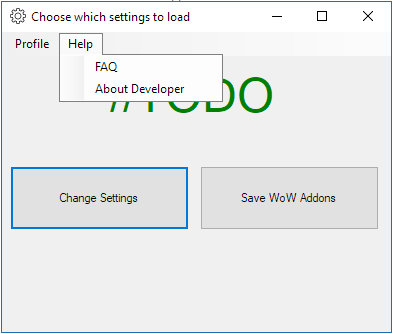 Choose which settings to load
Profile Help
FAQ
About Developer
//TODO
Change Settings Save WoW Addons